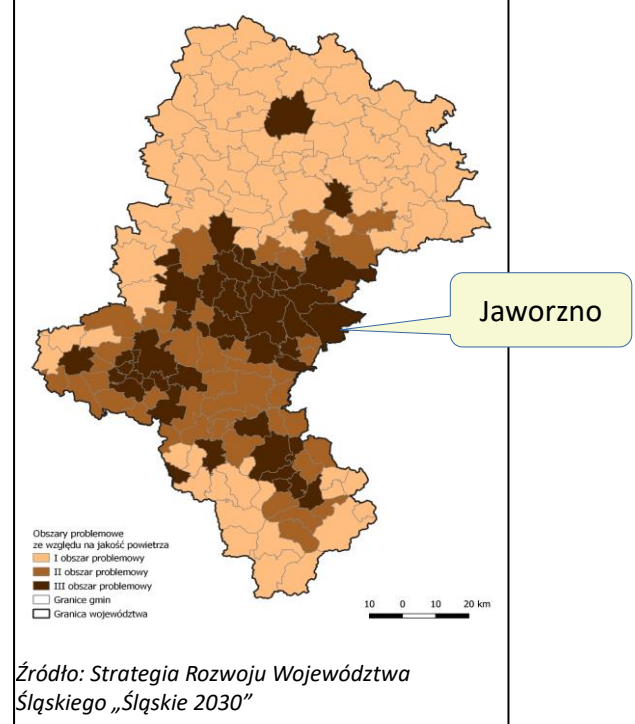 Jaworzno
Obszary problemowe
ze względu na jakość powietrza
I obszar problemowy
II obszar problemowy
III obszar problemowy
Granice gmin
Granica województwa
10 0 10 20 km
Źródło: Strategia Rozwoju Województwa
Śląskiego „Śląskie 2030”